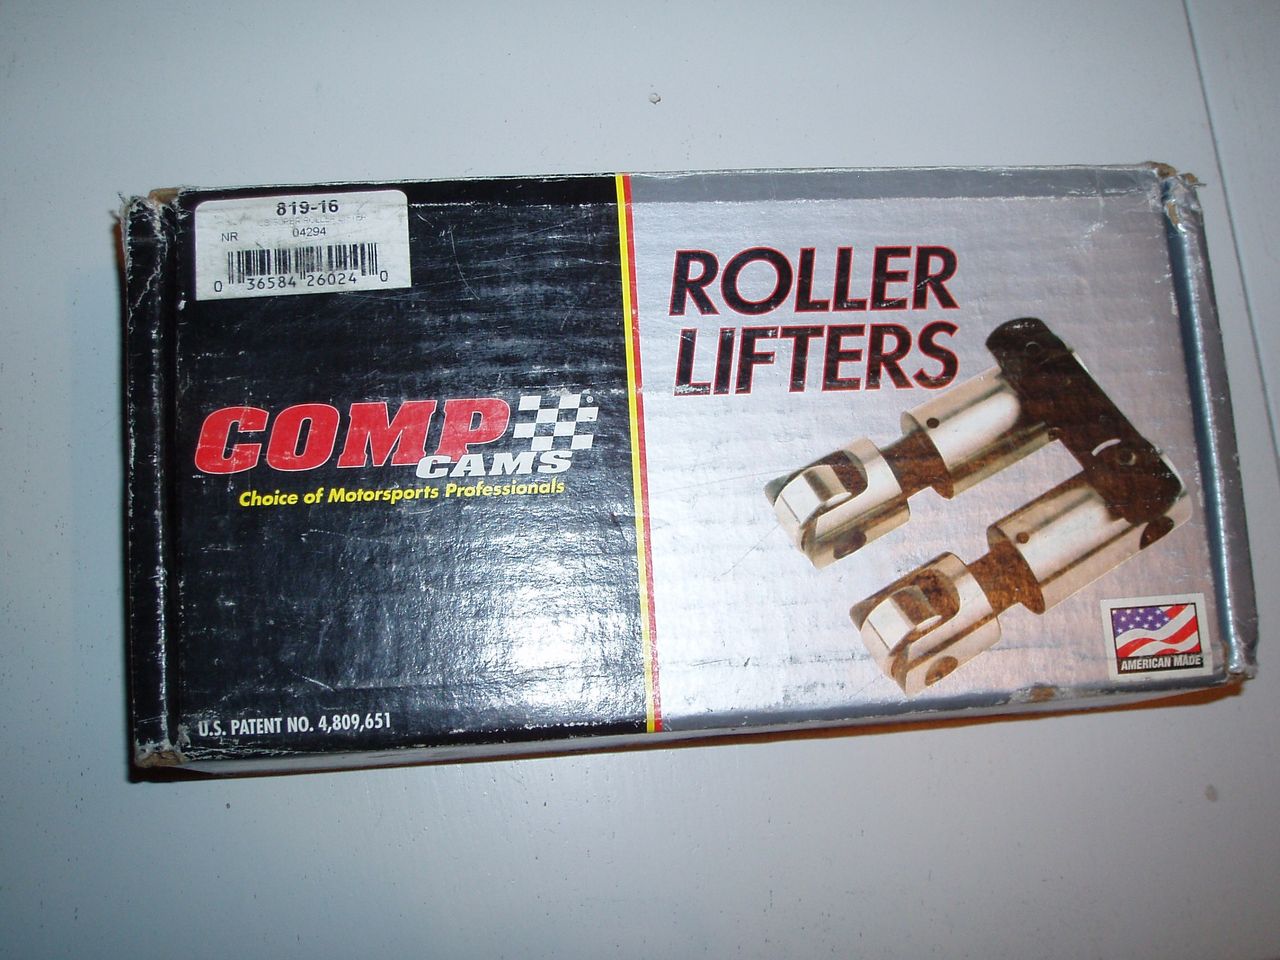 819-16
NR
04294
0 36584 26024 0
COMP
CAMS
®
Choice of Motorsports Professionals
U.S. PATENT NO. 4,809,651
ROLLER
LIFTERS
AMERICAN MADE